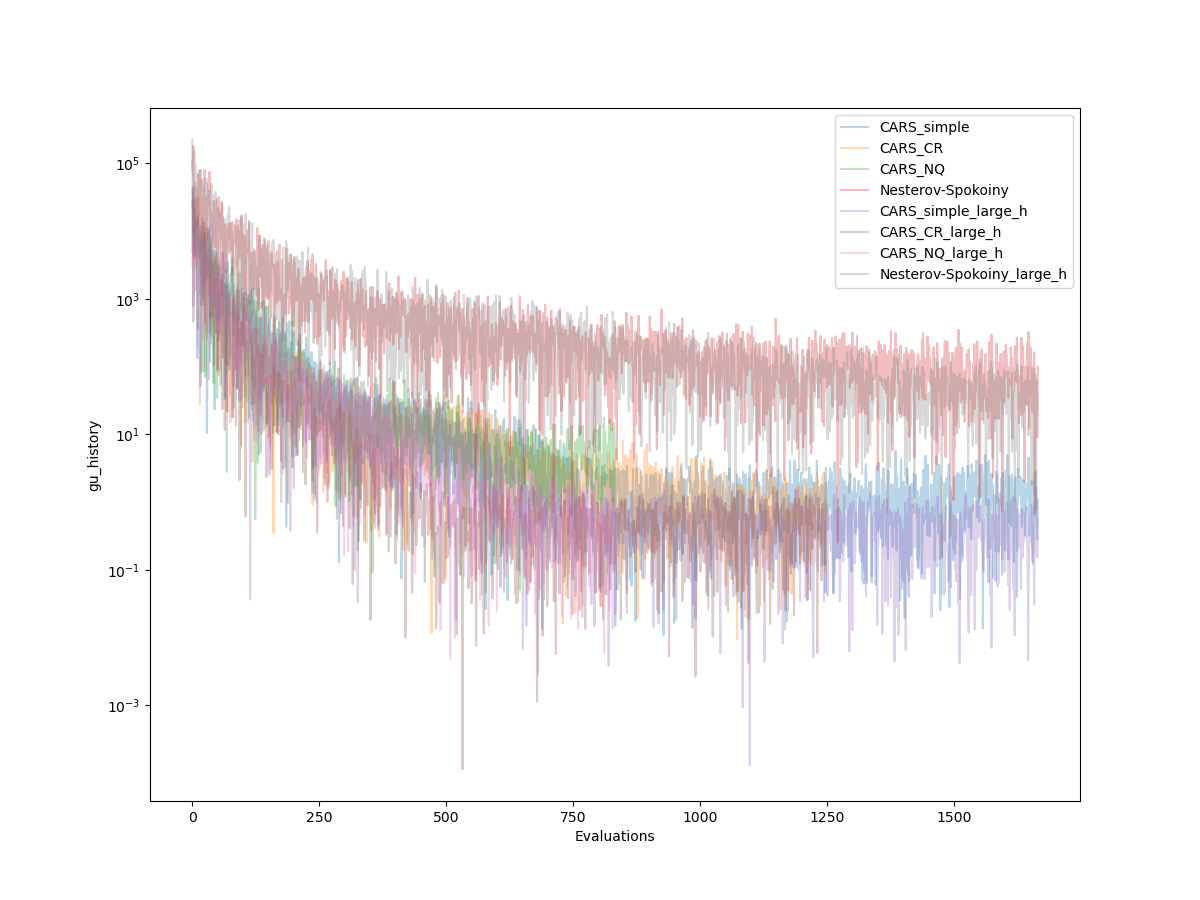 CARS_simple
CARS_CR
CARS_NQ
Nesterov-Spokoiny
CARS_simple_large_h
CARS_CR_large_h
CARS_NQ_large_h
Nesterov-Spokoiny_large_h
10^5
10^3
10^1
10^-1
10^-3
gu_history
0 250 500 750 1000 1250 1500
Evaluations